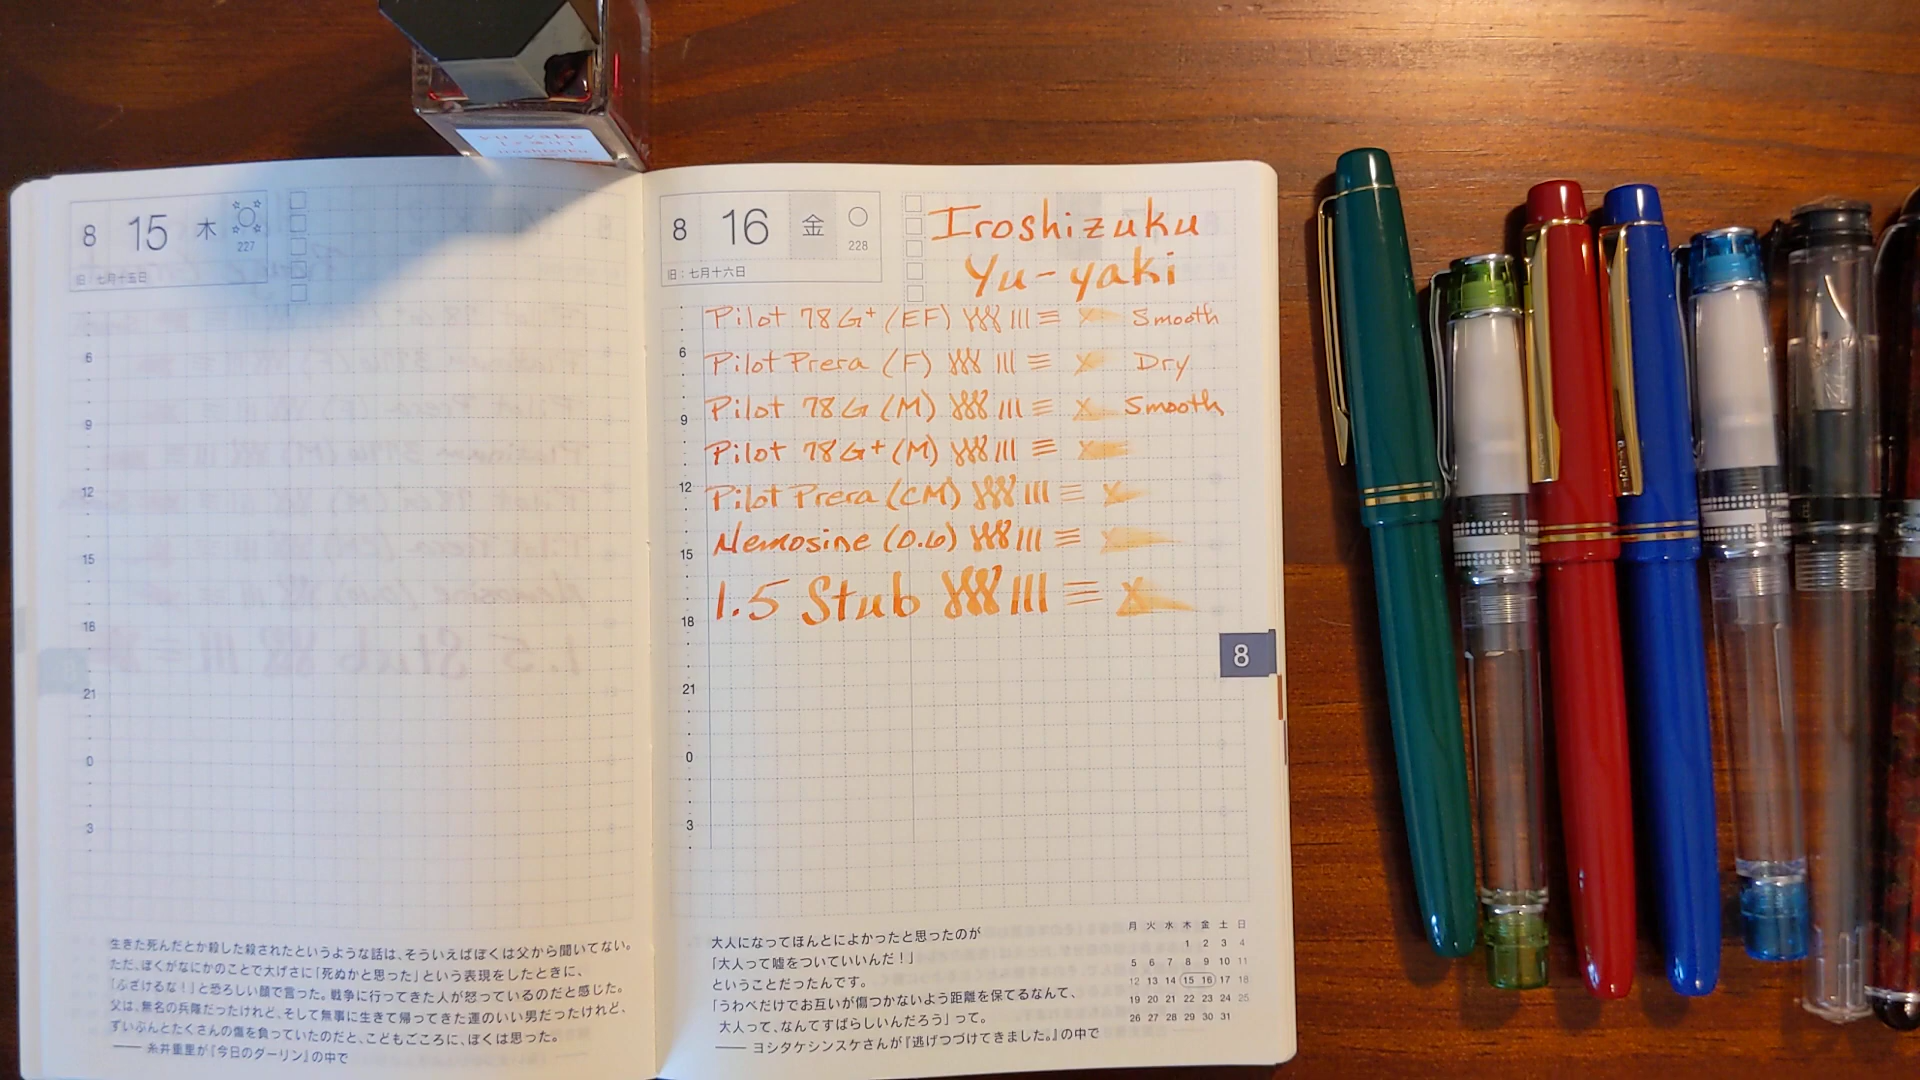 yu-yake
iroshizuku
8 15 木
227
旧:七月十五日
6
9
12
15
18
21
0
3
生きた死んだとか殺した殺されたというような話は、そういえばぼくは父から聞いてない。
ただ、ぼくがなにかのことで大げさに「死ぬかと思った」という表現をしたときに、
「ふざけるな!」と恐ろしい顔で言った。戦争に行ってきた人が怒っているのだと感じた。
父は、無名の兵隊だったけれど、そして無事に生きて帰ってきた運のいい男だったけれど、
ずいぶんとたくさんの傷を負っていたのだと、こどもごころに、ぼくは思った。
―― 糸井重里が『今日のダーリン』の中で
8 16 金
228
旧:七月十六日
Iroshizuku
Yu-yaki
Pilot 78G+ (EF) Smooth
Pilot Prera (F) Dry
Pilot 78G (M) Smooth
Pilot 78G+ (M)
Pilot Prera (CM)
Nemosine (0.6)
1.5 Stub
6
9
12
15
18
21
0
3
8
大人になってほんとによかったと思ったのが
「大人って嘘をついていいんだ!」
ということだったんです。
「うわべだけでお互いが傷つかないよう距離を保てるなんて、
大人って、なんてすばらしいんだろう」って。
―― ヨシタケシンスケさんが『逃げつづけてきました。』の中で
月 火 水 木 金 土 日
1 2 3 4
5 6 7 8 9 10 11
12 13 14 15 16 17 18
19 20 21 22 23 24 25
26 27 28 29 30 31